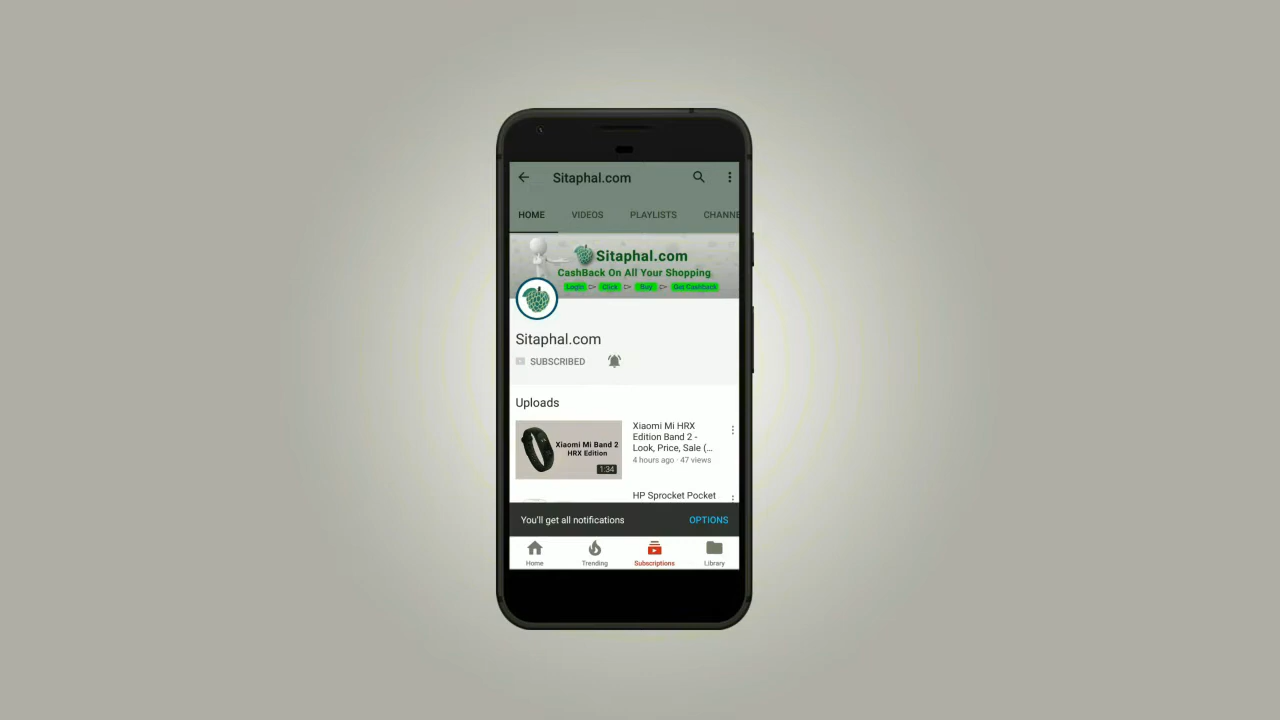 Sitaphal.com
HOME VIDEOS PLAYLISTS CHANNE
Sitaphal.com
CashBack On All Your Shopping
Login Click Buy Get Cashback
Sitaphal.com
SUBSCRIBED
Uploads
Xiaomi Mi Band 2
HRX Edition
1:34
Xiaomi Mi HRX
Edition Band 2 -
Look, Price, Sale (...
4 hours ago · 47 views
HP Sprocket Pocket
You'll get all notifications OPTIONS
Home Trending Subscriptions Library